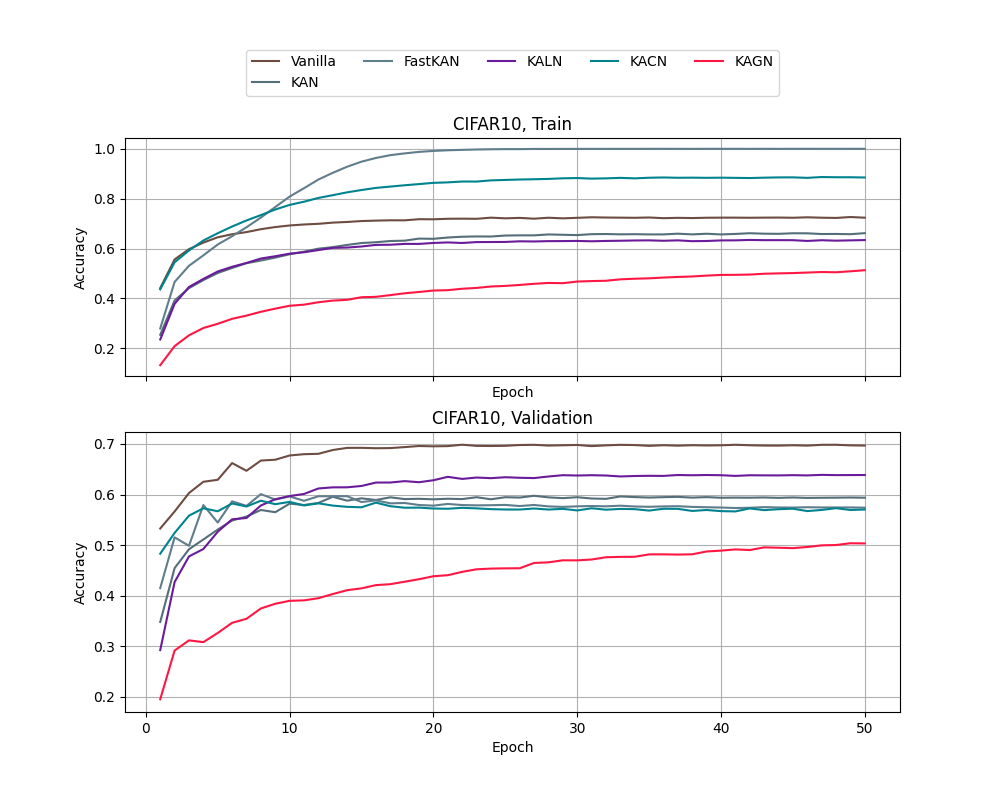 Vanilla FastKAN KALN KACN KAGN
KAN
CIFAR10, Train
1.0
0.8
0.6
0.4
0.2
Accuracy
Epoch
CIFAR10, Validation
0.7
0.6
0.5
0.4
0.3
0.2
Accuracy
0 10 20 30 40 50
Epoch